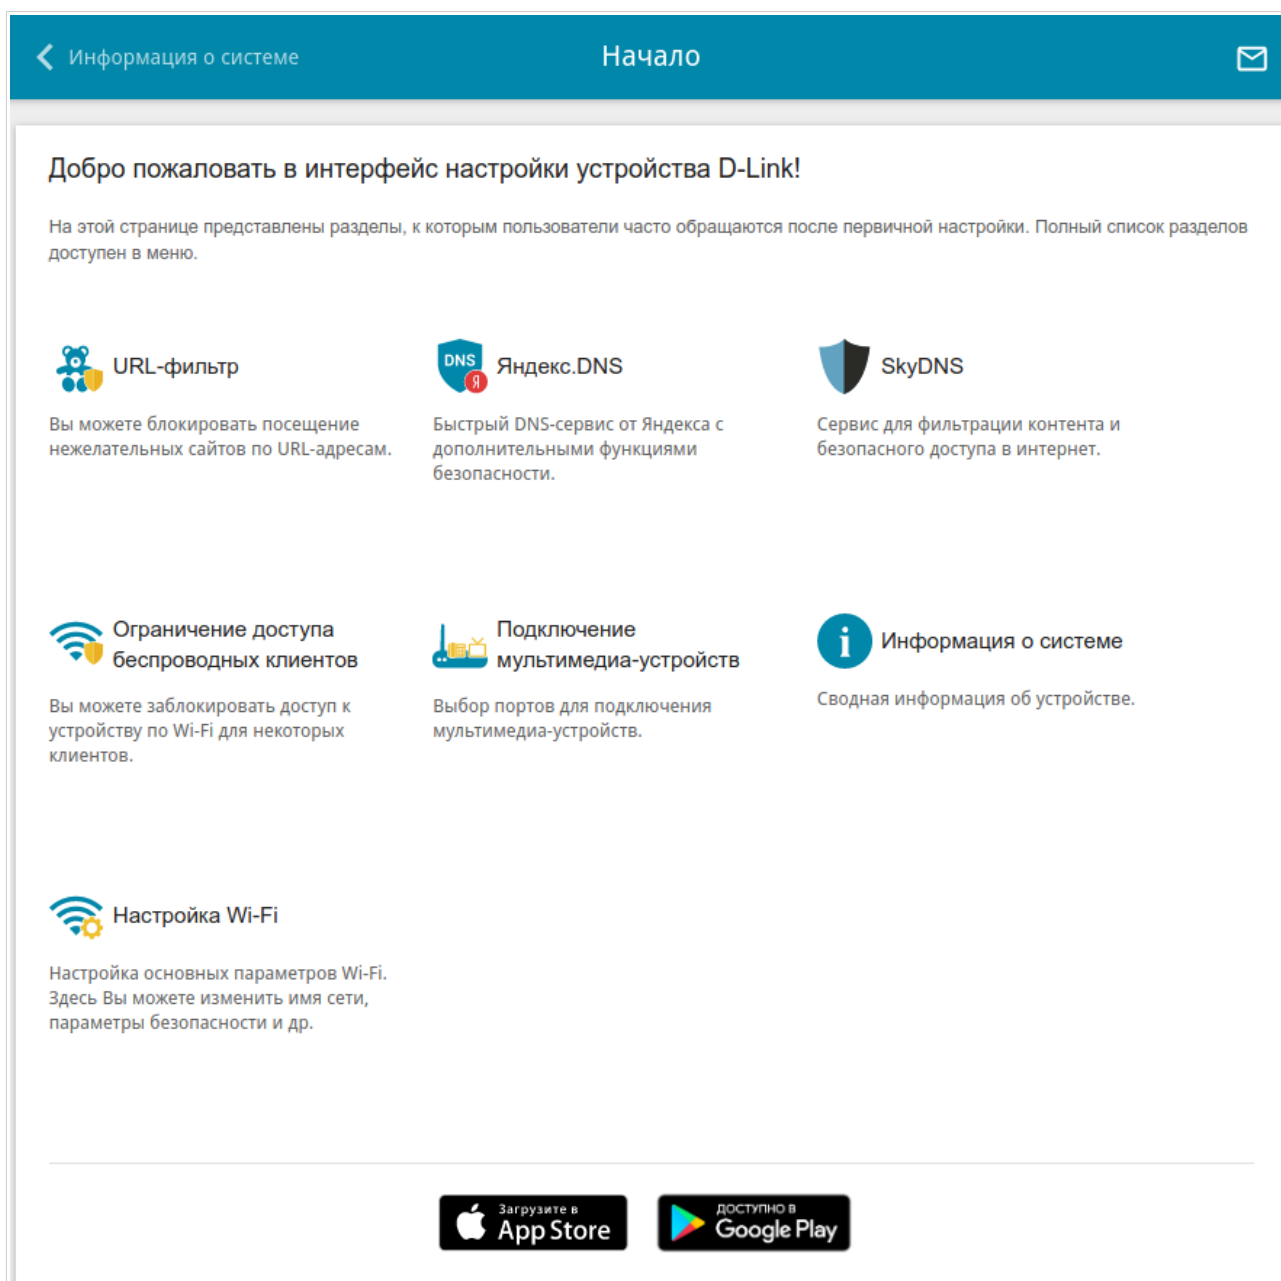 Информация о системе
Начало
Добро пожаловать в интерфейс настройки устройства D-Link!
На этой странице представлены разделы, к которым пользователи часто обращаются после первичной настройки. Полный список разделов
доступен в меню.
URL-фильтр
Вы можете блокировать посещение
нежелательных сайтов по URL-адресам.
DNS
Я
Яндекс.DNS
Быстрый DNS-сервис от Яндекса с
дополнительными функциями
безопасности.
SkyDNS
Сервис для фильтрации контента и
безопасного доступа в интернет.
Ограничение доступа
беспроводных клиентов
Вы можете заблокировать доступ к
устройству по Wi-Fi для некоторых
клиентов.
Подключение
мультимедиа-устройств
Выбор портов для подключения
мультимедиа-устройств.
i
Информация о системе
Сводная информация об устройстве.
Настройка Wi-Fi
Настройка основных параметров Wi-Fi.
Здесь Вы можете изменить имя сети,
параметры безопасности и др.
Загрузите в
App Store
ДОСТУПНО В
Google Play